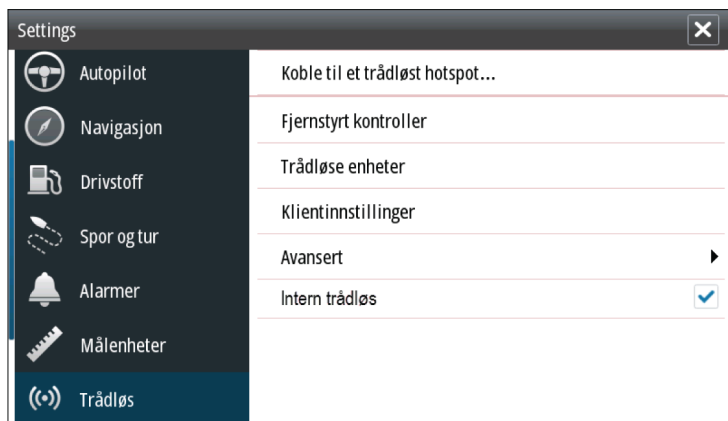 Settings
Autopilot
Navigasjon
Drivstoff
Spor og tur
Alarmer
Målenheter
Trådløs
Koble til et trådløst hotspot...
Fjernstyrt kontroller
Trådløse enheter
Klientinnstillinger
Avansert
Intern trådløs